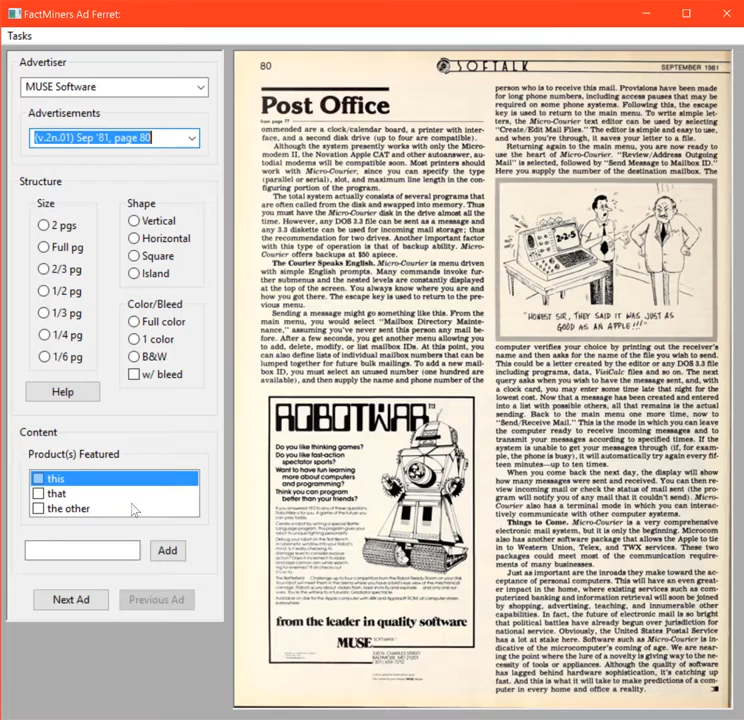 FactMiners Ad Ferret:
Tasks
Advertiser
MUSE Software
Advertisements
(v.2n.01) Sep '81, page 80
Structure
Size
2 pgs
Full pg
2/3 pg
1/2 pg
1/3 pg
1/4 pg
1/6 pg
Shape
Vertical
Horizontal
Square
Island
Color/Bleed
Full color
1 color
B&W
w/ bleed
Help
Content
Product(s) Featured
this
that
the other
Add
Next Ad
Previous Ad
80
SOFTALK
SEPTEMBER 1981
Post Office
from page 77
ommended are a clock/calendar board, a printer with inter-
face, and a second disk drive (up to four are compatible).
Although the system presently works with only the Micro-
modem II, the Novation Apple CAT and other autoanswer, au-
todial modems will be compatible soon. Most printers should
work with Micro-Courier, since you can specify the type
(parallel or serial), slot, and maximum line length in the con-
figuring portion of the program.
The total system actually consists of several programs that
are often called from the disk and swapped into memory. Thus
you must have the Micro-Courier disk in the drive almost all the
time. However, any DOS 3.3 file can be sent as a message and
any 3.3 diskette can be used for incoming mail storage; thus
the recommendation for two drives. Another important factor
with this type of operation is that of backup ability. Micro-
Courier offers backups at $50 apiece.
The Courier Speaks English. Micro-Courier is menu driven
with simple English prompts. Many commands invoke fur-
ther submenus and the nested levels are constantly displayed
at the top of the screen. You always know where you are and
how you got there. The escape key is used to return to the pre-
vious menu.
Sending a message might go something like this. From the
main menu, you would select "Mailbox Directory Mainte-
nance," assuming you've never sent this person any mail be-
fore. After a few seconds, you get another menu allowing you
to add, delete, modify, or list mailbox IDs. At this point, you
can also define lists of individual mailbox numbers that can be
lumped together for future bulk mailings. To add a new mail-
box ID, you must select an unused number (one hundred are
available), and then supply the name and phone number of the
ROBOTWAR™
Do you like thinking games?
Do you like fast-action
spectator sports?
Want to have fun learning
more about computers
and programming?
Think you can program
better than your friends?
from the leader in quality software
MUSE SOFTWARE™
330 N. CHARLES STREET
BALTIMORE, MD 21201
(301) 659-7212
person who is to receive this mail. Provisions have been made
for long phone numbers, including access pauses that may be
required on some phone systems. Following this, the escape
key is used to return to the main menu. To write simple let-
ters, the Micro-Courier text editor can be used by selecting
"Create/Edit Mail Files." The editor is simple and easy to use,
and when you're through, it saves your letter to a file.
Returning again to the main menu, you are now ready to
use the heart of Micro-Courier. "Review/Address Outgoing
Mail" is selected, followed by "Send Message to Mailbox ID."
Here you supply the number of the destination mailbox. The
2+2=5
"HONEST SIR, THEY SAID IT WAS JUST AS
GOOD AS AN APPLE!!!"
computer verifies your choice by printing out the receiver's
name and then asks for the name of the file you wish to send.
This could be a letter created by the editor or any DOS 3.3 file
including programs, data, VisiCalc files and so on. The next
query asks when you wish to have the message sent, and, with
a clock card, you may enter some time late that night for the
lowest cost. Now that a message has been created and entered
into a list with possible others, all that remains is the actual
sending. Back to the main menu one more time, now to
"Send/Receive Mail." This is the mode in which you can leave
the computer ready to receive incoming messages and to
transmit your messages according to specified times. If the
system is unable to get your messages through (if, for exam-
ple, the phone is busy), it will automatically try again every fif-
teen minutes—up to ten times.
When you come back the next day, the display will show
how many messages were sent and received. You can then re-
view incoming mail or check the status of mail sent (the pro-
gram will notify you of any mail that it couldn't send). Micro-
Courier also has a terminal mode in which you can interac-
tively communicate with other computer systems.
Things to Come. Micro-Courier is a very comprehensive
electronic mail system, but it is only the beginning. Microcom
also has another software package that allows the Apple to tie
in to Western Union, Telex, and TWX services. These two
packages could meet most of the communication require-
ments of many businesses.
Just as important are the inroads they make toward the ac-
ceptance of personal computers. This will have an even great-
er impact in the home, where existing services such as com-
puterized banking and information retrieval will soon be joined
by shopping, advertising, teaching, and innumerable other
capabilities. In fact, the future of electronic mail is so bright
that political battles have already begun over jurisdiction for
national service. Obviously, the United States Postal Service
has a lot at stake here. Software such as Micro-Courier is in-
dicative of the microcomputer's coming of age. We are near-
ing the point where the lure of a novelty is giving way to the ne-
cessity of tools or appliances. Although the quality of software
has lagged behind hardware sophistication, it's catching up
fast. And this is what it will take to make predictions of a com-
puter in every home and office a reality.